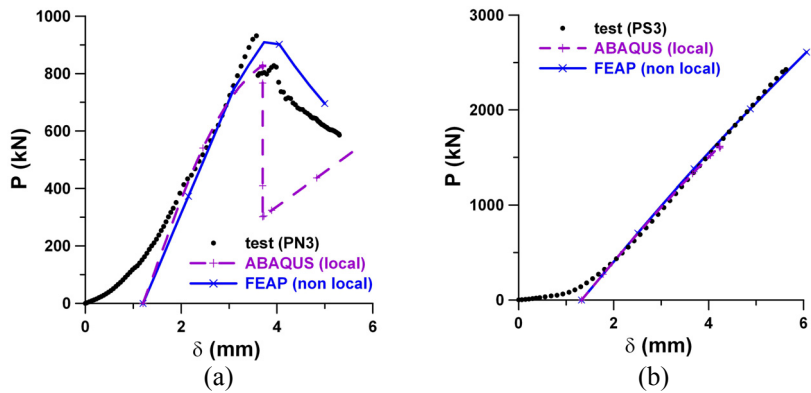 1000
800
600
400
200
0
P (kN)
test (PN3)
ABAQUS (local)
FEAP (non local)
0 2 4 6
δ (mm)
(a)
3000
2000
1000
0
P (kN)
test (PS3)
ABAQUS (local)
FEAP (non local)
0 2 4 6
δ (mm)
(b)